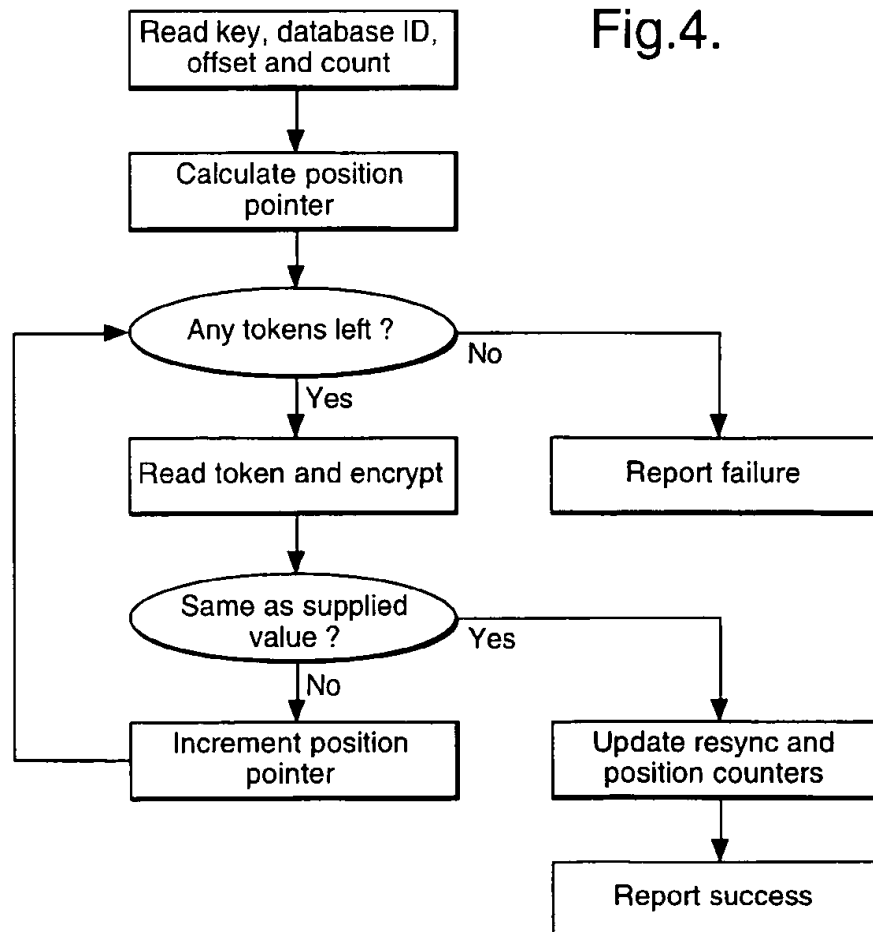 Fig.4.
Read key, database ID,
offset and count
Calculate position
pointer
Any tokens left ?
No
Yes
Read token and encrypt
Report failure
Same as supplied
value ?
Yes
No
Increment position
pointer
Update resync and
position counters
Report success